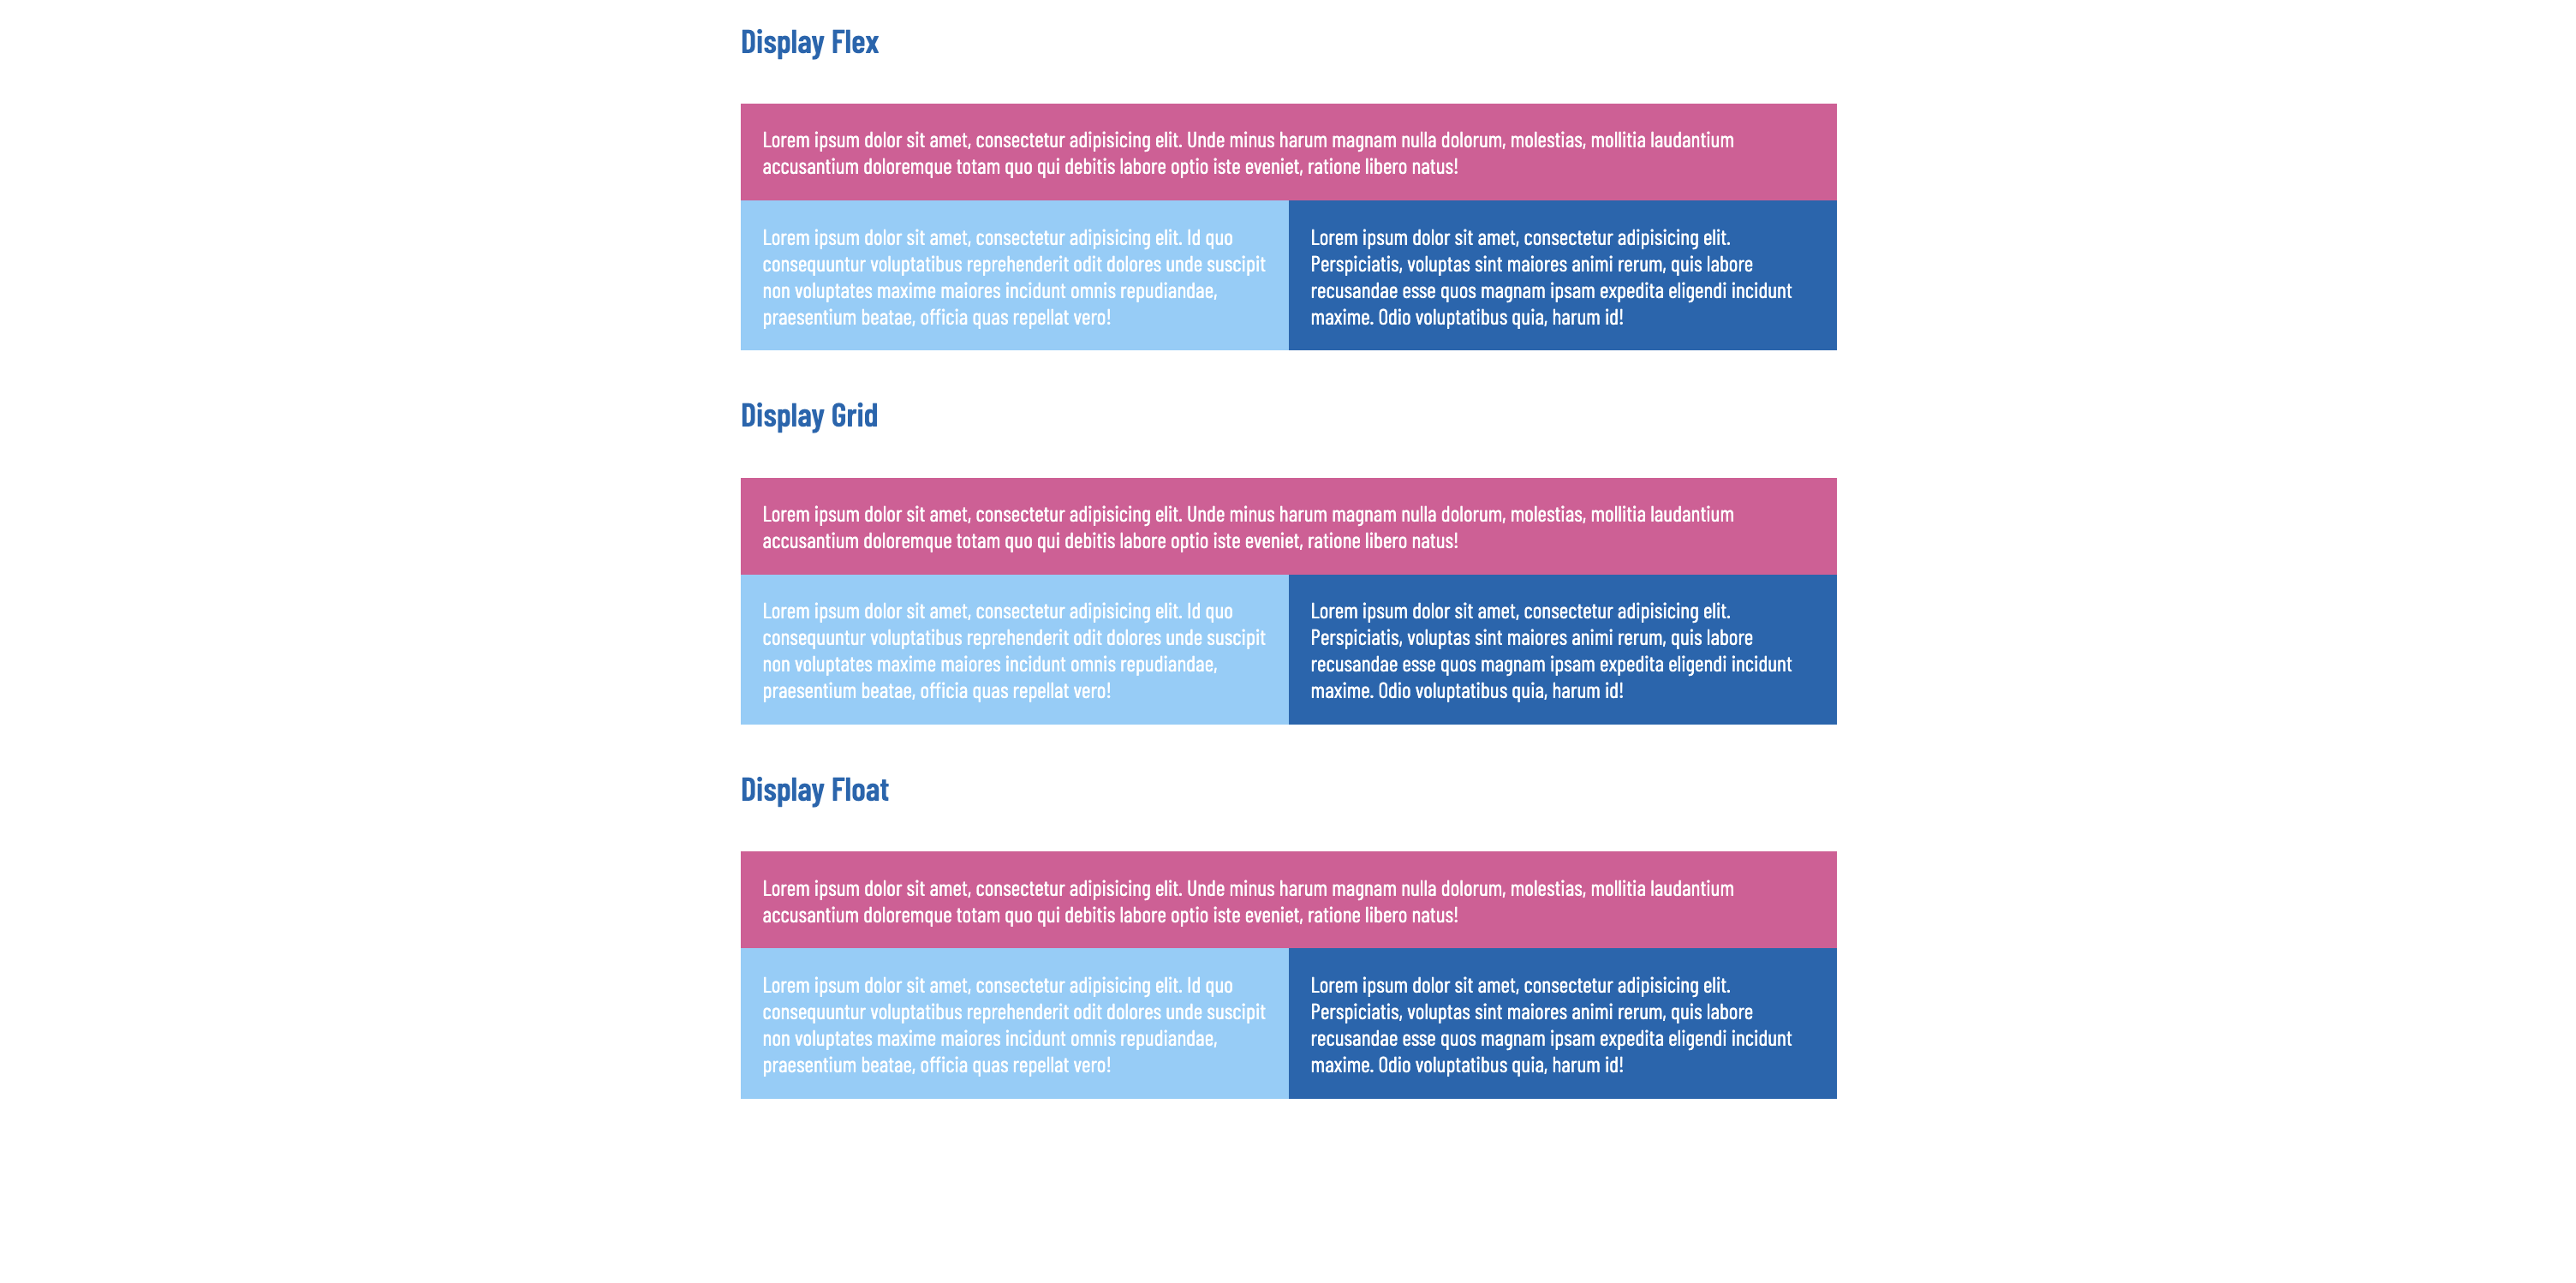 Display Flex
Lorem ipsum dolor sit amet, consectetur adipisicing elit. Unde minus harum magnam nulla dolorum, molestias, mollitia laudantium
accusantium doloremque totam quo qui debitis labore optio iste eveniet, ratione libero natus!
Lorem ipsum dolor sit amet, consectetur adipisicing elit. Id quo
consequuntur voluptatibus reprehenderit odit dolores unde suscipit
non voluptates maxime maiores incidunt omnis repudiandae,
praesentium beatae, officia quas repellat vero!
Lorem ipsum dolor sit amet, consectetur adipisicing elit.
Perspiciatis, voluptas sint maiores animi rerum, quis labore
recusandae esse quos magnam ipsam expedita eligendi incidunt
maxime. Odio voluptatibus quia, harum id!
Display Grid
Lorem ipsum dolor sit amet, consectetur adipisicing elit. Unde minus harum magnam nulla dolorum, molestias, mollitia laudantium
accusantium doloremque totam quo qui debitis labore optio iste eveniet, ratione libero natus!
Lorem ipsum dolor sit amet, consectetur adipisicing elit. Id quo
consequuntur voluptatibus reprehenderit odit dolores unde suscipit
non voluptates maxime maiores incidunt omnis repudiandae,
praesentium beatae, officia quas repellat vero!
Lorem ipsum dolor sit amet, consectetur adipisicing elit.
Perspiciatis, voluptas sint maiores animi rerum, quis labore
recusandae esse quos magnam ipsam expedita eligendi incidunt
maxime. Odio voluptatibus quia, harum id!
Display Float
Lorem ipsum dolor sit amet, consectetur adipisicing elit. Unde minus harum magnam nulla dolorum, molestias, mollitia laudantium
accusantium doloremque totam quo qui debitis labore optio iste eveniet, ratione libero natus!
Lorem ipsum dolor sit amet, consectetur adipisicing elit. Id quo
consequuntur voluptatibus reprehenderit odit dolores unde suscipit
non voluptates maxime maiores incidunt omnis repudiandae,
praesentium beatae, officia quas repellat vero!
Lorem ipsum dolor sit amet, consectetur adipisicing elit.
Perspiciatis, voluptas sint maiores animi rerum, quis labore
recusandae esse quos magnam ipsam expedita eligendi incidunt
maxime. Odio voluptatibus quia, harum id!